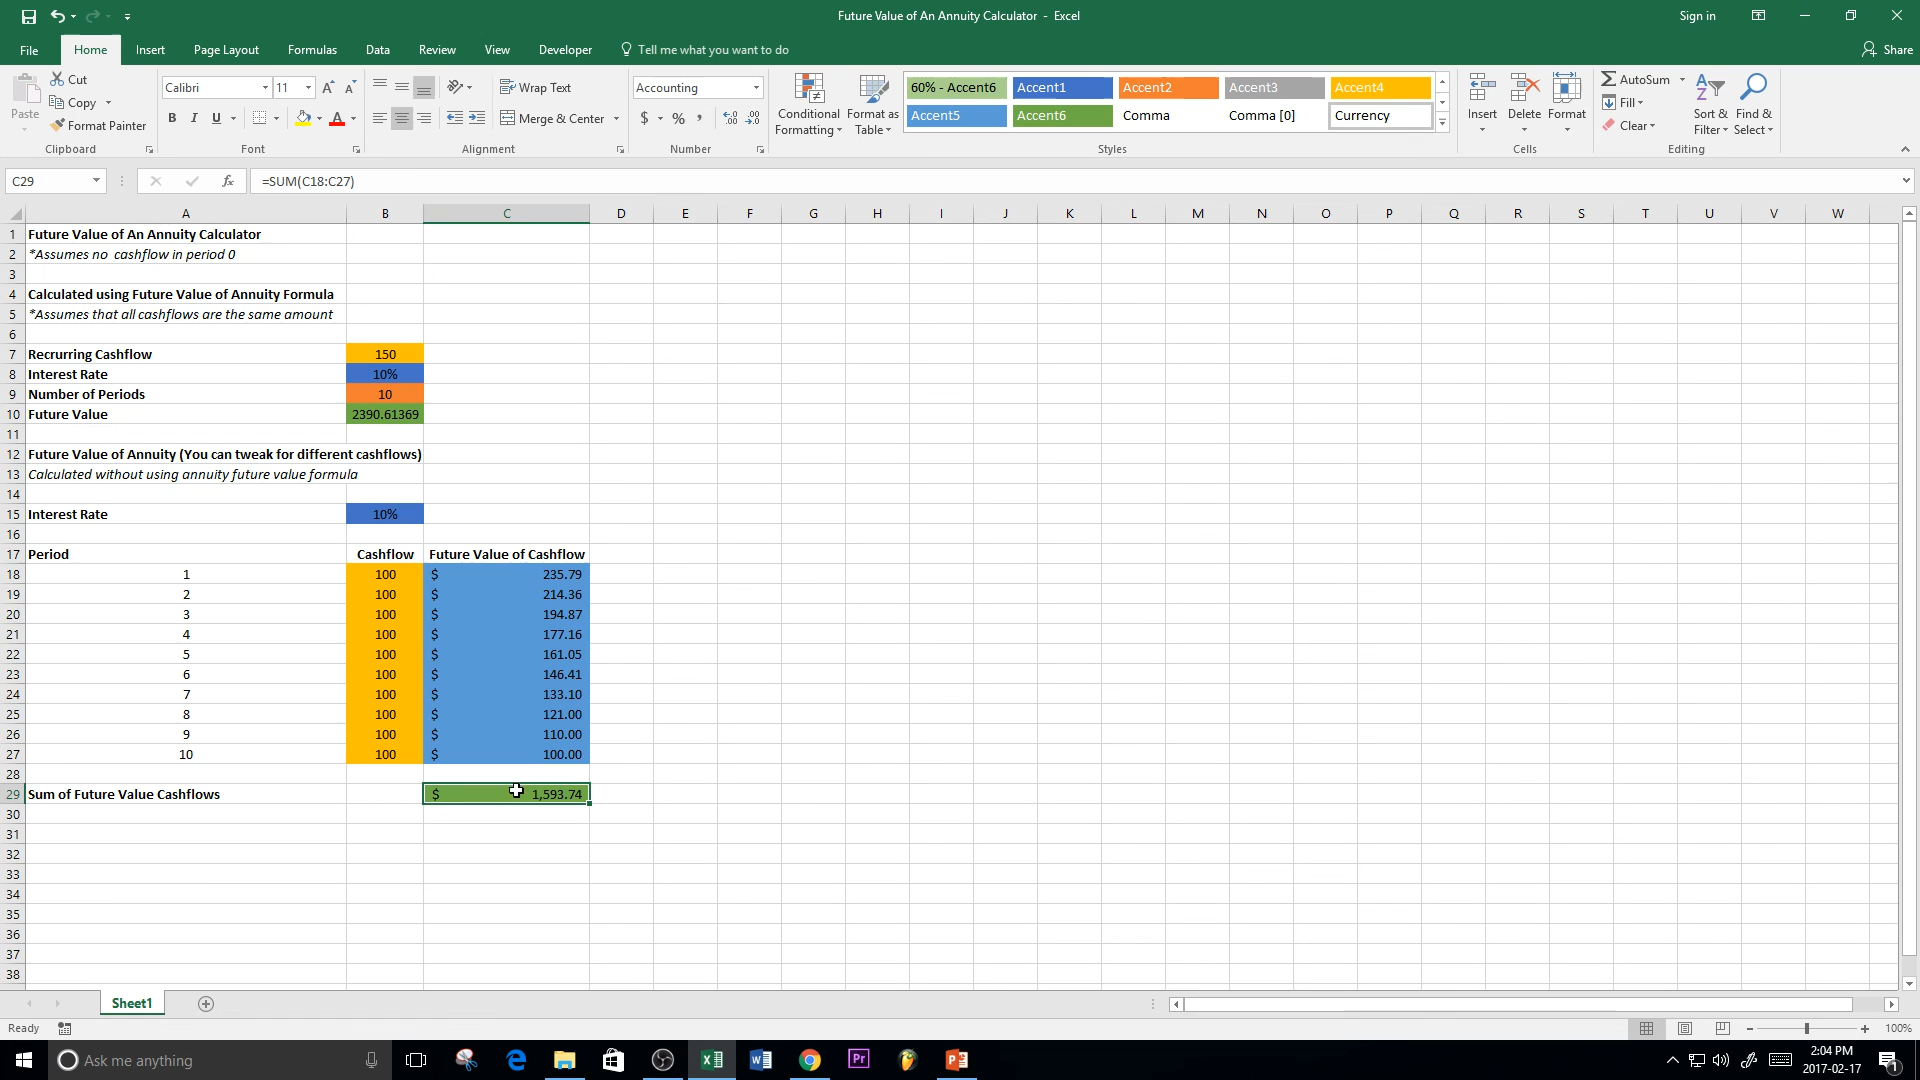 Future Value of An Annuity Calculator - Excel
Sign in
File Home Insert Page Layout Formulas Data Review View Developer Tell me what you want to do Share
Paste
Cut
Copy
Format Painter
Clipboard
Calibri 11
B I U A
Font
Wrap Text
Merge & Center
Alignment
Accounting
$ % ,
Number
Conditional Formatting
Format as Table
60% - Accent6 Accent1 Accent2 Accent3 Accent4
Accent5 Accent6 Comma Comma [0] Currency
Styles
Insert Delete Format
Cells
AutoSum
Fill
Clear
Sort & Filter
Find & Select
Editing
C29 fx =SUM(C18:C27)
A B C D E F G H I J K L M N O P Q R S T U V W
1 Future Value of An Annuity Calculator
2 *Assumes no cashflow in period 0
3
4 Calculated using Future Value of Annuity Formula
5 *Assumes that all cashflows are the same amount
6
7 Recrurring Cashflow 150
8 Interest Rate 10%
9 Number of Periods 10
10 Future Value 2390.61369
11
12 Future Value of Annuity (You can tweak for different cashflows)
13 Calculated without using annuity future value formula
14
15 Interest Rate 10%
16
17 Period Cashflow Future Value of Cashflow
18 1 100 $ 235.79
19 2 100 $ 214.36
20 3 100 $ 194.87
21 4 100 $ 177.16
22 5 100 $ 161.05
23 6 100 $ 146.41
24 7 100 $ 133.10
25 8 100 $ 121.00
26 9 100 $ 110.00
27 10 100 $ 100.00
28
29 Sum of Future Value Cashflows $ 1,593.74
30
31
32
33
34
35
36
37
38
Sheet1
Ready
100%
Ask me anything
Pr
2:04 PM
2017-02-17
1